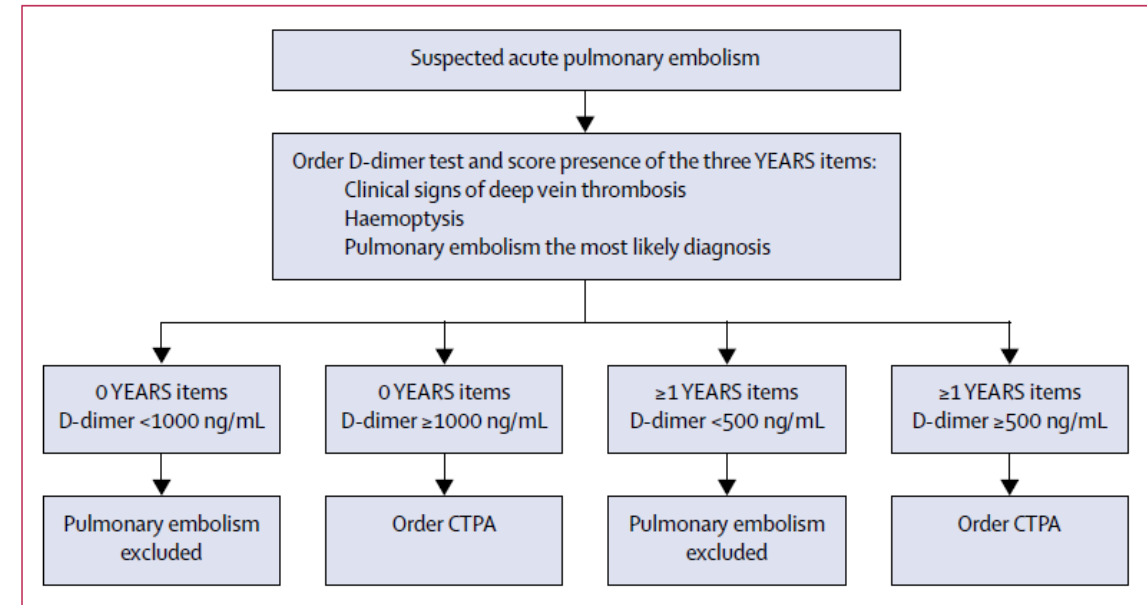 Suspected acute pulmonary embolism
Order D-dimer test and score presence of the three YEARS items:
Clinical signs of deep vein thrombosis
Haemoptysis
Pulmonary embolism the most likely diagnosis
0 YEARS items
D-dimer <1000 ng/mL
0 YEARS items
D-dimer ≥1000 ng/mL
≥1 YEARS items
D-dimer <500 ng/mL
≥1 YEARS items
D-dimer ≥500 ng/mL
Pulmonary embolism
excluded
Order CTPA
Pulmonary embolism
excluded
Order CTPA